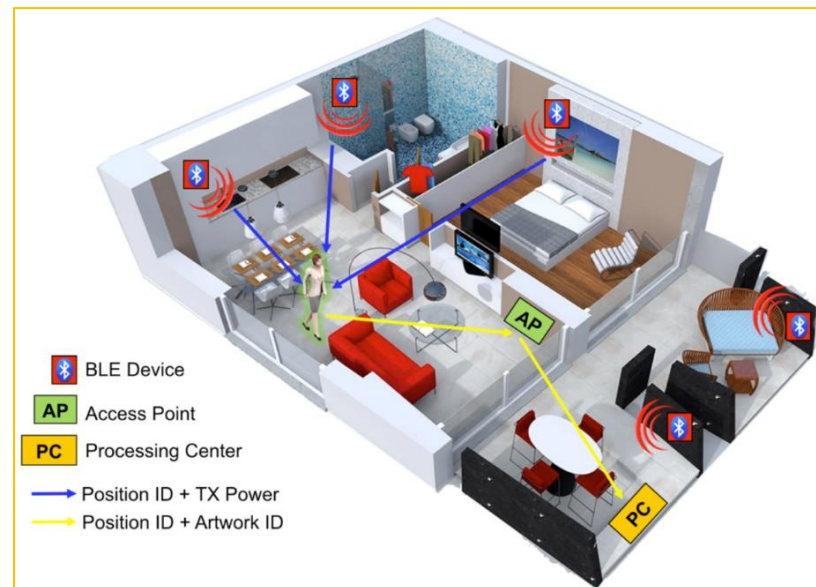 AP
PC
BLE Device
AP Access Point
PC Processing Center
Position ID + TX Power
Position ID + Artwork ID